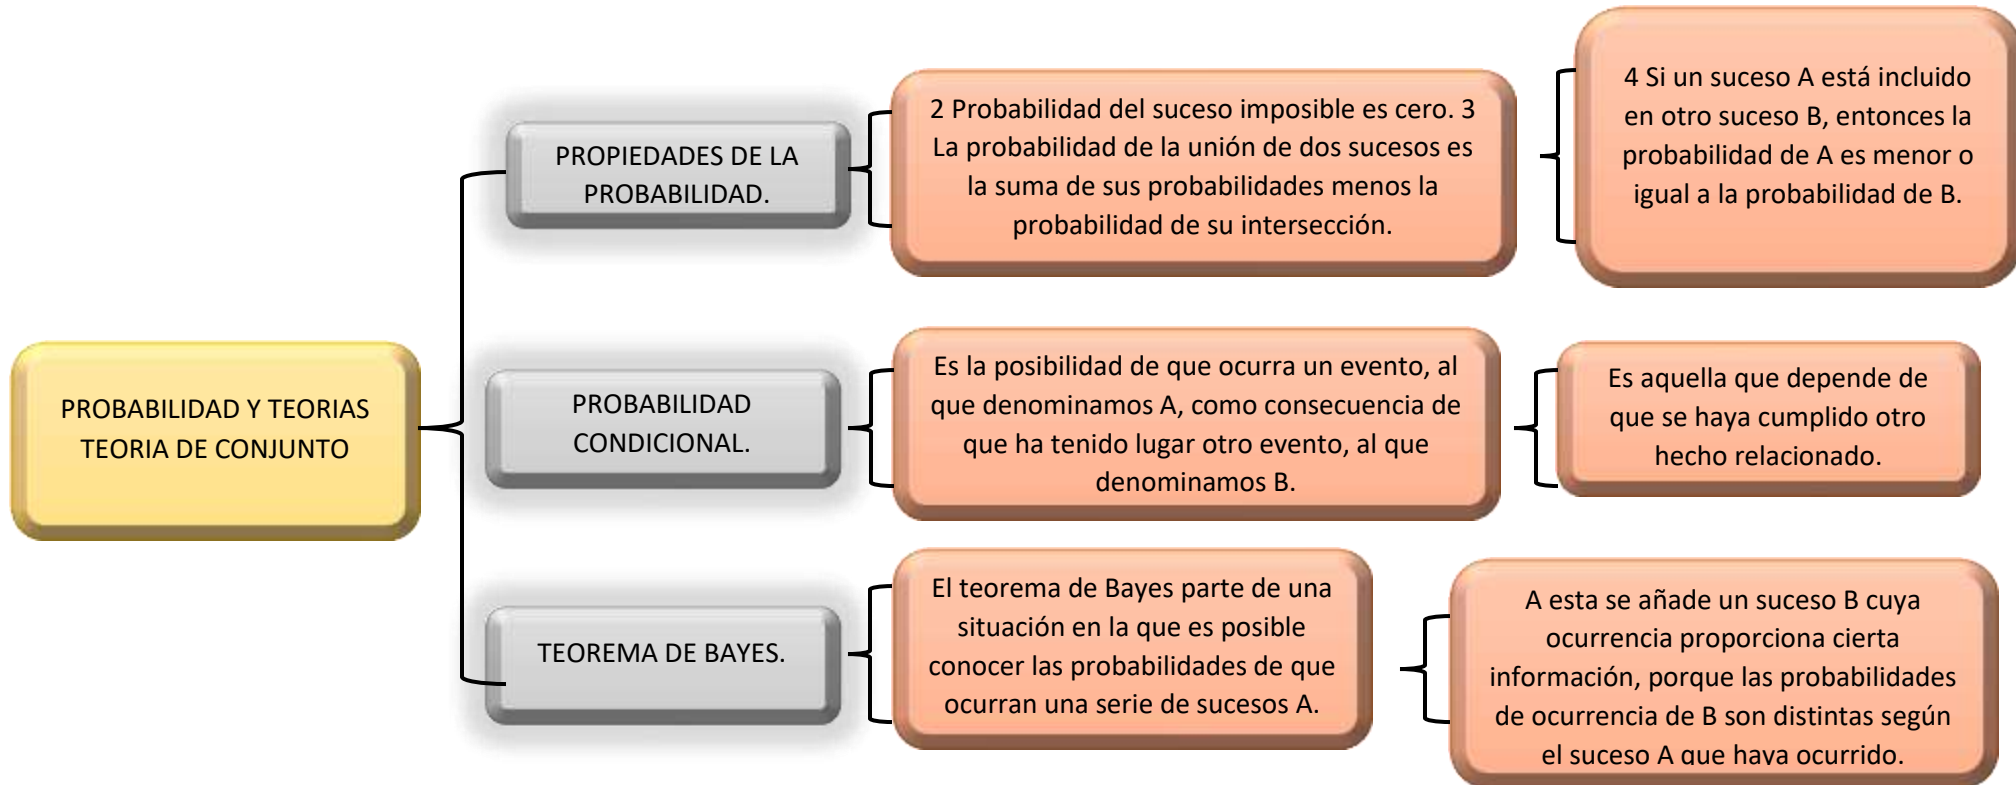 PROBABILIDAD Y TEORIAS
TEORIA DE CONJUNTO
PROPIEDADES DE LA
PROBABILIDAD.
2 Probabilidad del suceso imposible es cero. 3
La probabilidad de la unión de dos sucesos es
la suma de sus probabilidades menos la
probabilidad de su intersección.
4 Si un suceso A está incluido
en otro suceso B, entonces la
probabilidad de A es menor o
igual a la probabilidad de B.
PROBABILIDAD
CONDICIONAL.
Es la posibilidad de que ocurra un evento, al
que denominamos A, como consecuencia de
que ha tenido lugar otro evento, al que
denominamos B.
Es aquella que depende de
que se haya cumplido otro
hecho relacionado.
TEOREMA DE BAYES.
El teorema de Bayes parte de una
situación en la que es posible
conocer las probabilidades de que
ocurran una serie de sucesos A.
A esta se añade un suceso B cuya
ocurrencia proporciona cierta
información, porque las probabilidades
de ocurrencia de B son distintas según
el suceso A que haya ocurrido.